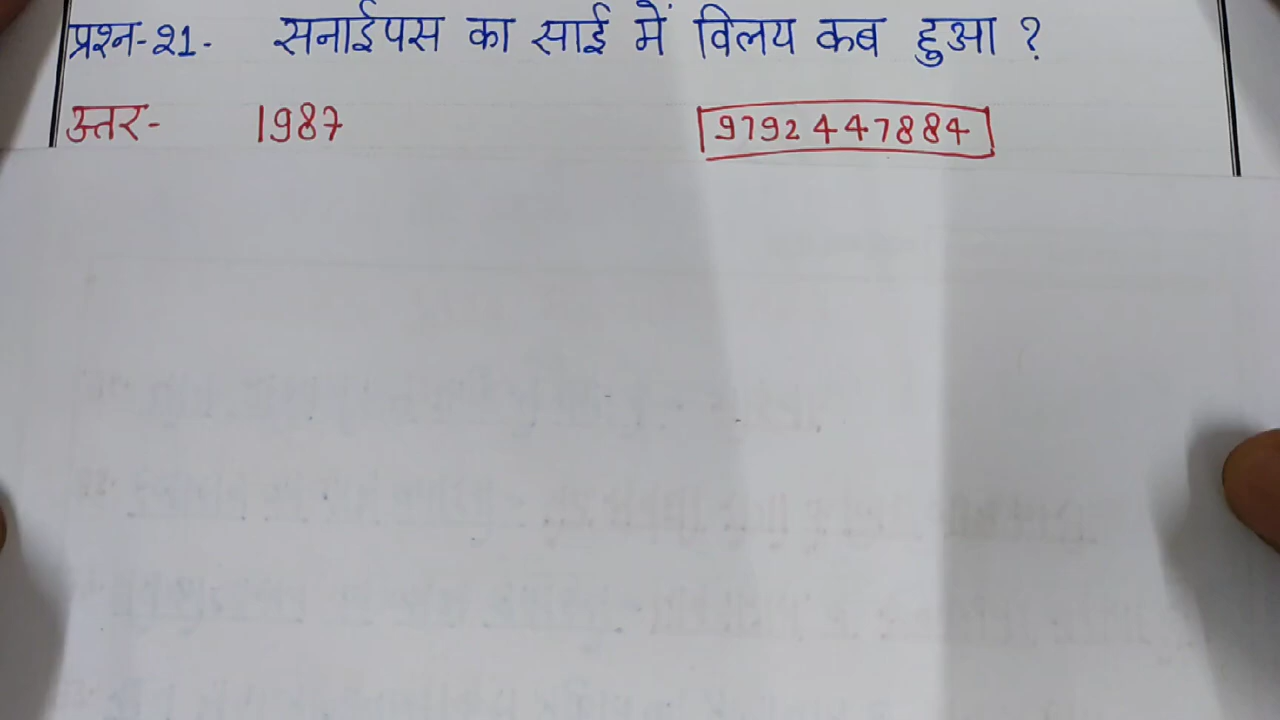 प्रश्न-21. सनाईपस का साई में विलय कब हुआ ?
उत्तर- 1987 9792447884